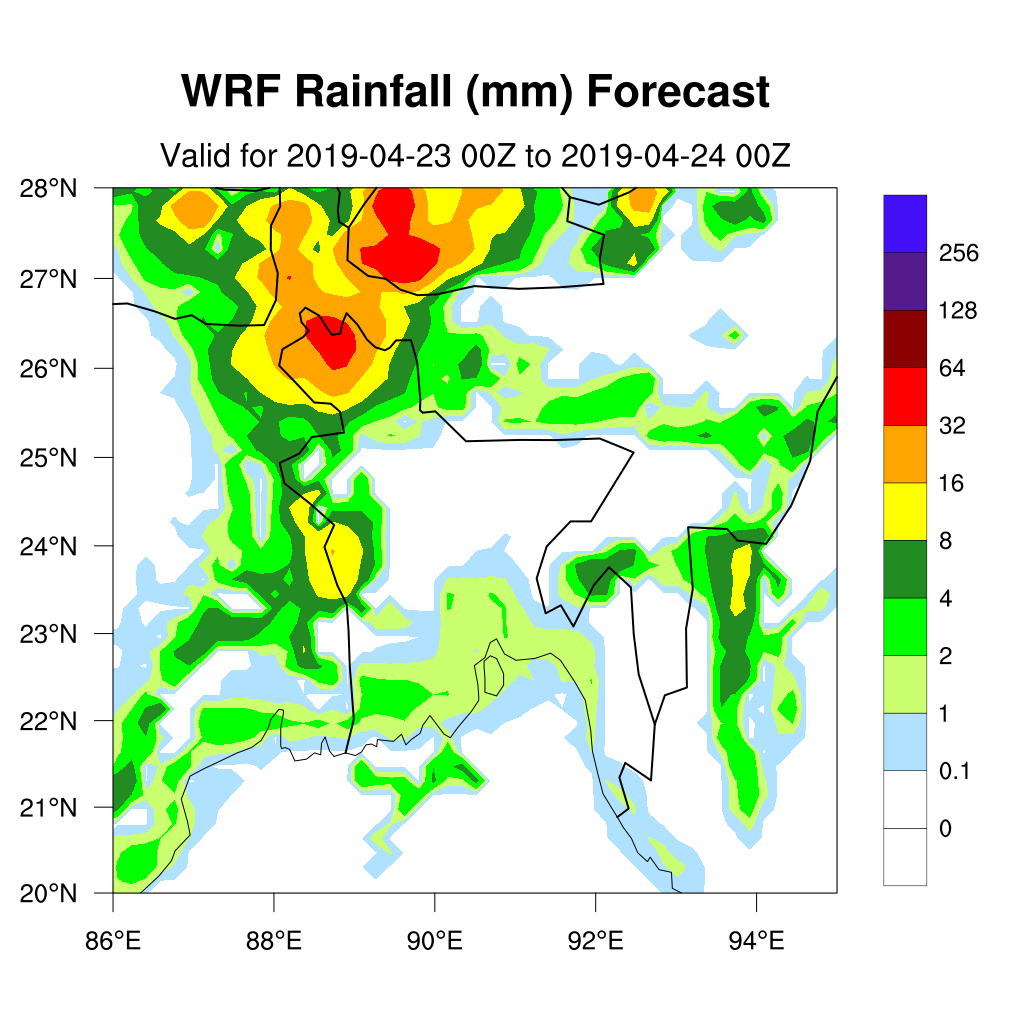 WRF Rainfall (mm) Forecast
Valid for 2019-04-23 00Z to 2019-04-24 00Z
28°N
27°N
26°N
25°N
24°N
23°N
22°N
21°N
20°N
86°E 88°E 90°E 92°E 94°E
256
128
64
32
16
8
4
2
1
0.1
0